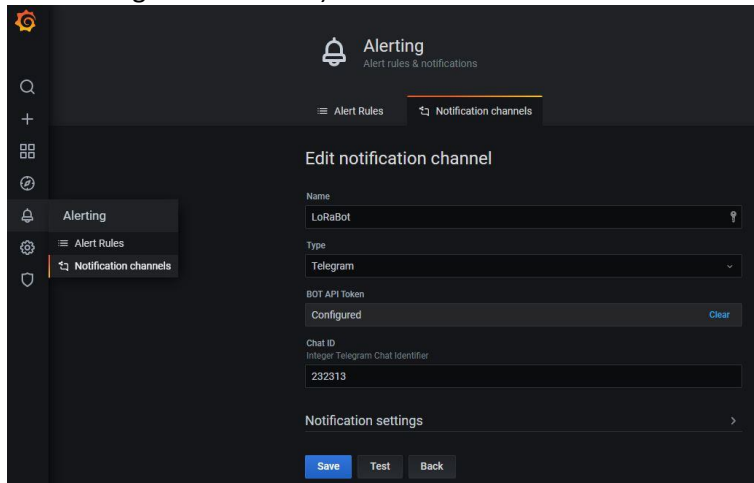 Alerting
Alert rules & notifications
Alert Rules
Notification channels
Edit notification channel
Name
LoRaBot
Alerting
Type
Alert Rules
Telegram
Notification channels
BOT API Token
Configured
Clear
Chat ID
Integer Telegram Chat Identifier
232313
Notification settings
Save
Test
Back